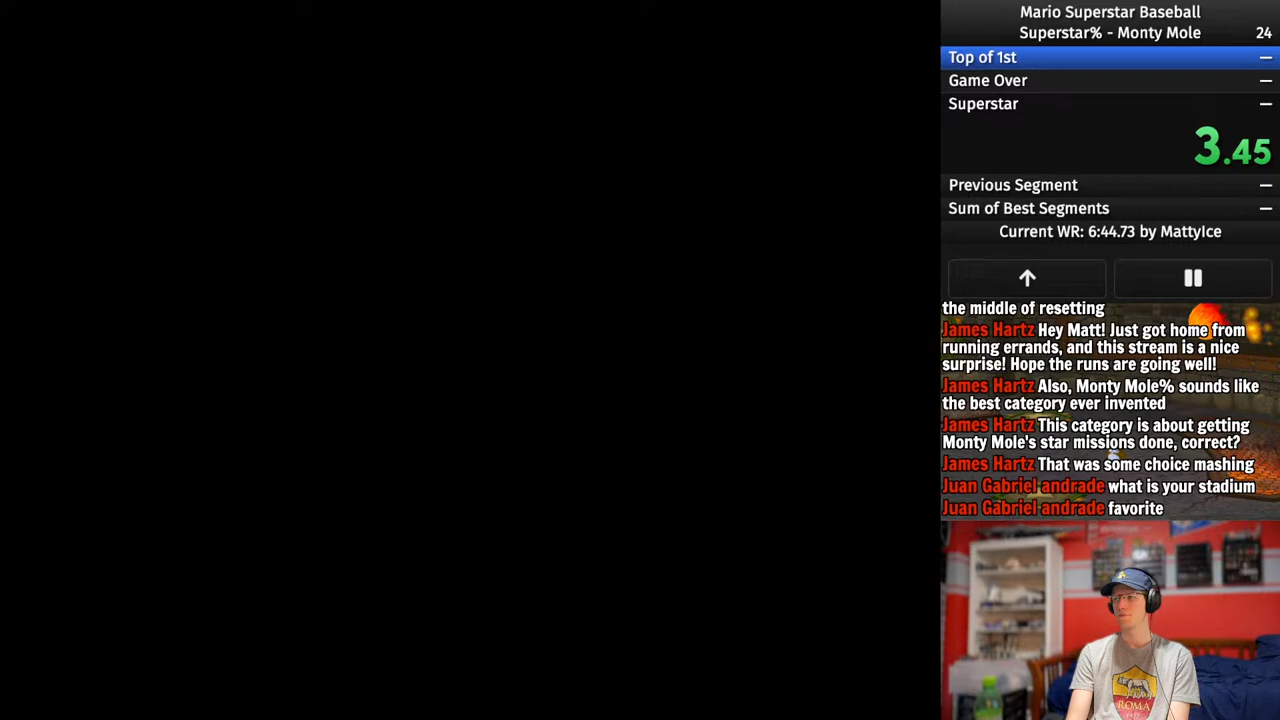 Mario Superstar Baseball
Superstar% - Monty Mole 24
Top of 1st —
Game Over —
Superstar —
3.45
Previous Segment —
Sum of Best Segments —
Current WR: 6:44.73 by MattyIce
the middle of resetting
James Hartz Hey Matt! Just got home from
running errands, and this stream is a nice
surprise! Hope the runs are going well!
James Hartz Also, Monty Mole% sounds like
the best category ever invented
James Hartz This category is about getting
Monty Mole's star missions done, correct?
James Hartz That was some choice mashing
Juan Gabriel andrade what is your stadium
Juan Gabriel andrade favorite
ROMA